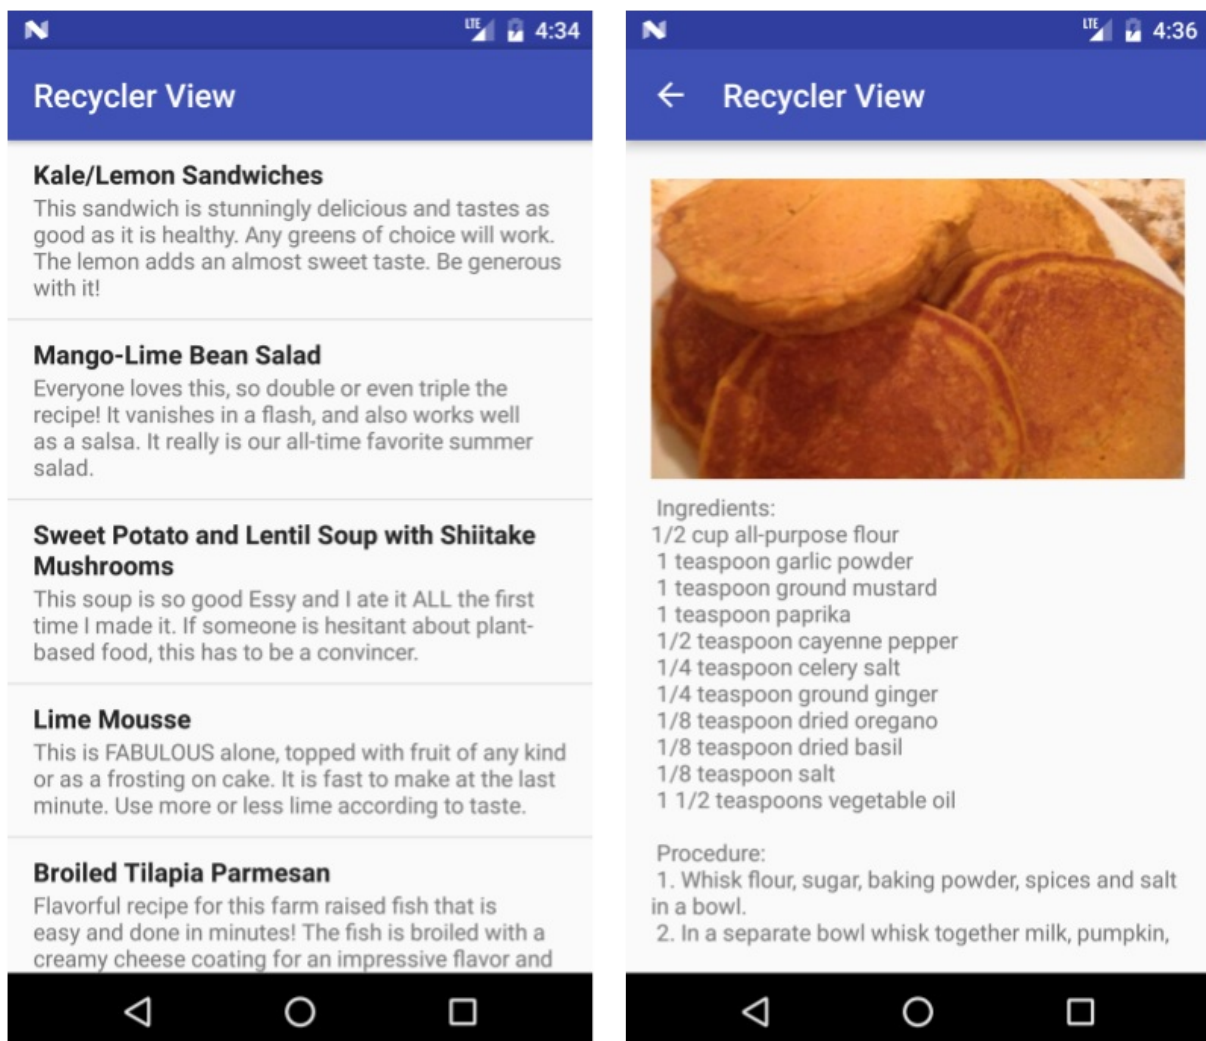 LTE 4:34
Recycler View
Kale/Lemon Sandwiches
This sandwich is stunningly delicious and tastes as
good as it is healthy. Any greens of choice will work.
The lemon adds an almost sweet taste. Be generous
with it!
Mango-Lime Bean Salad
Everyone loves this, so double or even triple the
recipe! It vanishes in a flash, and also works well
as a salsa. It really is our all-time favorite summer
salad.
Sweet Potato and Lentil Soup with Shiitake
Mushrooms
This soup is so good Essy and I ate it ALL the first
time I made it. If someone is hesitant about plant-
based food, this has to be a convincer.
Lime Mousse
This is FABULOUS alone, topped with fruit of any kind
or as a frosting on cake. It is fast to make at the last
minute. Use more or less lime according to taste.
Broiled Tilapia Parmesan
Flavorful recipe for this farm raised fish that is
easy and done in minutes! The fish is broiled with a
creamy cheese coating for an impressive flavor and
LTE 4:36
Recycler View
Ingredients:
1/2 cup all-purpose flour
1 teaspoon garlic powder
1 teaspoon ground mustard
1 teaspoon paprika
1/2 teaspoon cayenne pepper
1/4 teaspoon celery salt
1/4 teaspoon ground ginger
1/8 teaspoon dried oregano
1/8 teaspoon dried basil
1/8 teaspoon salt
1 1/2 teaspoons vegetable oil
Procedure:
1. Whisk flour, sugar, baking powder, spices and salt
in a bowl.
2. In a separate bowl whisk together milk, pumpkin,